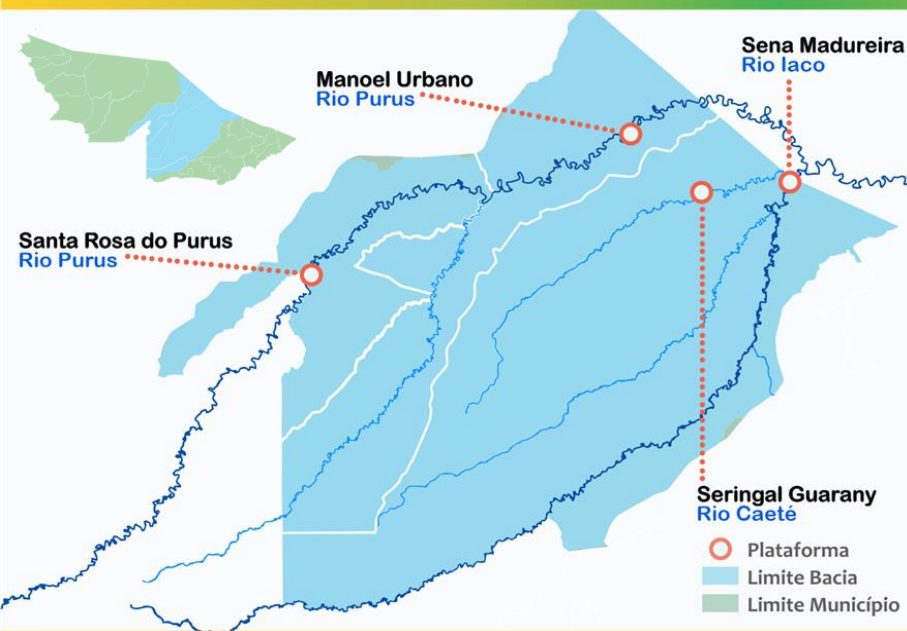 Sena Madureira
Rio Iaco
Manoel Urbano
Rio Purus
Santa Rosa do Purus
Rio Purus
Seringal Guarany
Rio Caeté
Plataforma
Limite Bacia
Limite Município